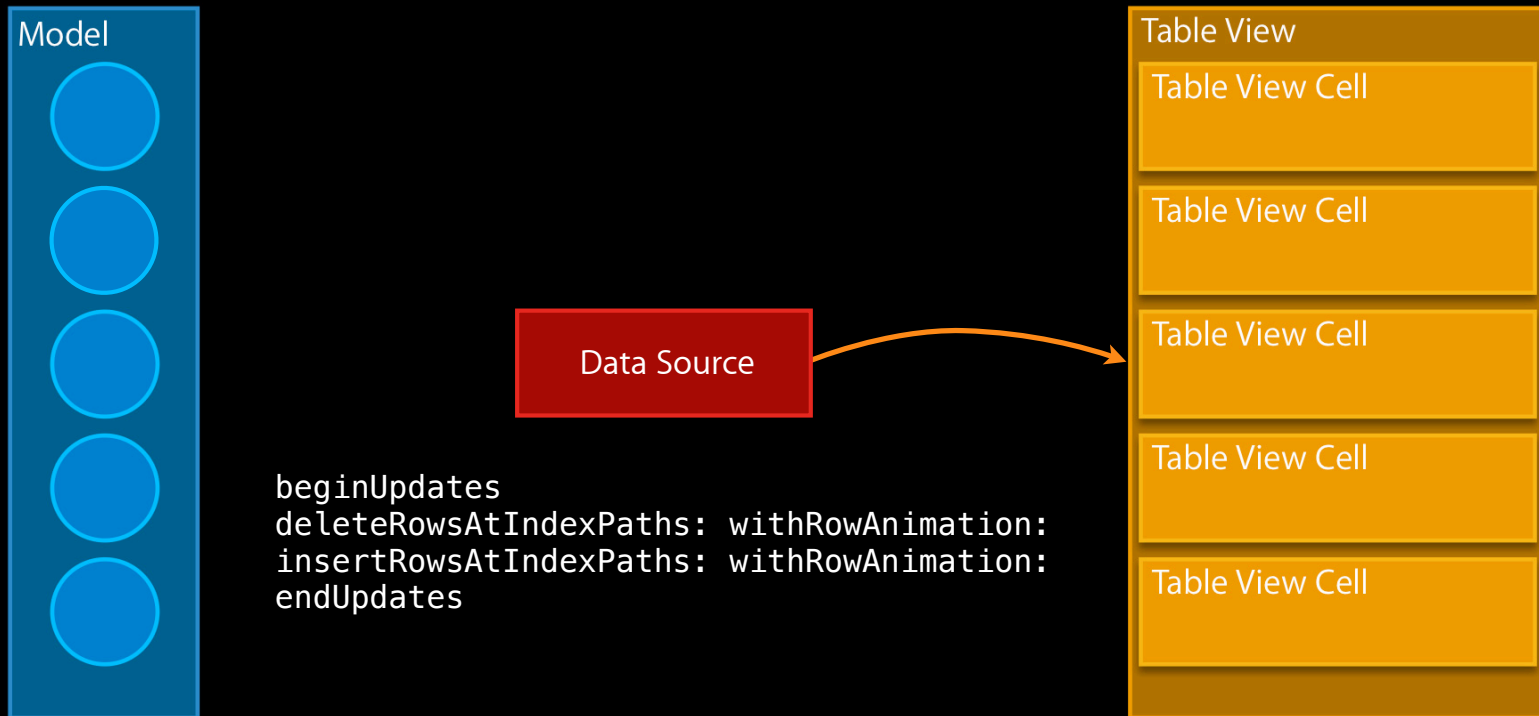 Model
Table View
Table View Cell
Table View Cell
Table View Cell
Data Source
Table View Cell
beginUpdates
deleteRowsAtIndexPaths: withRowAnimation:
insertRowsAtIndexPaths: withRowAnimation:
endUpdates
Table View Cell